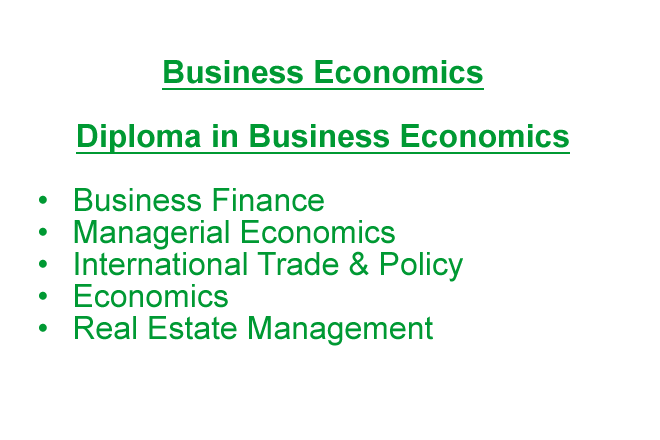 Business Economics
Diploma in Business Economics
• Business Finance
• Managerial Economics
• International Trade & Policy
• Economics
• Real Estate Management